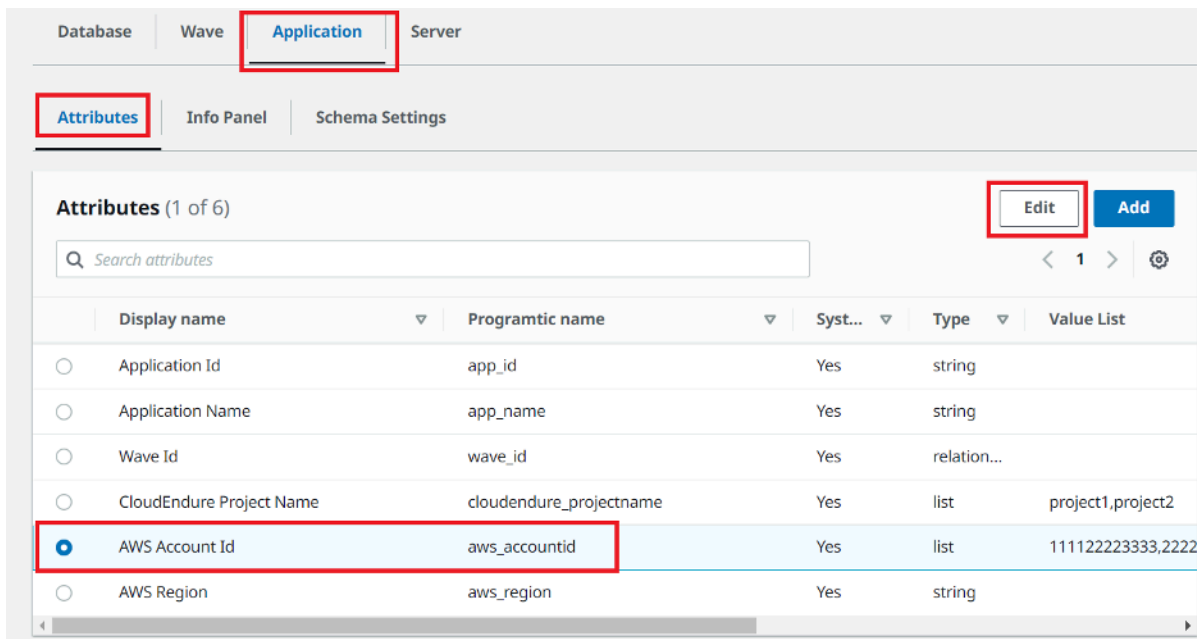 Database Wave Application Server
Attributes Info Panel Schema Settings
Attributes (1 of 6)
Edit Add
Search attributes
1
Display name Programtic name Syst... Type Value List
Application Id app_id Yes string
Application Name app_name Yes string
Wave Id wave_id Yes relation...
CloudEndure Project Name cloudendure_projectname Yes list project1,project2
AWS Account Id aws_accountid Yes list 111122223333,2222
AWS Region aws_region Yes string